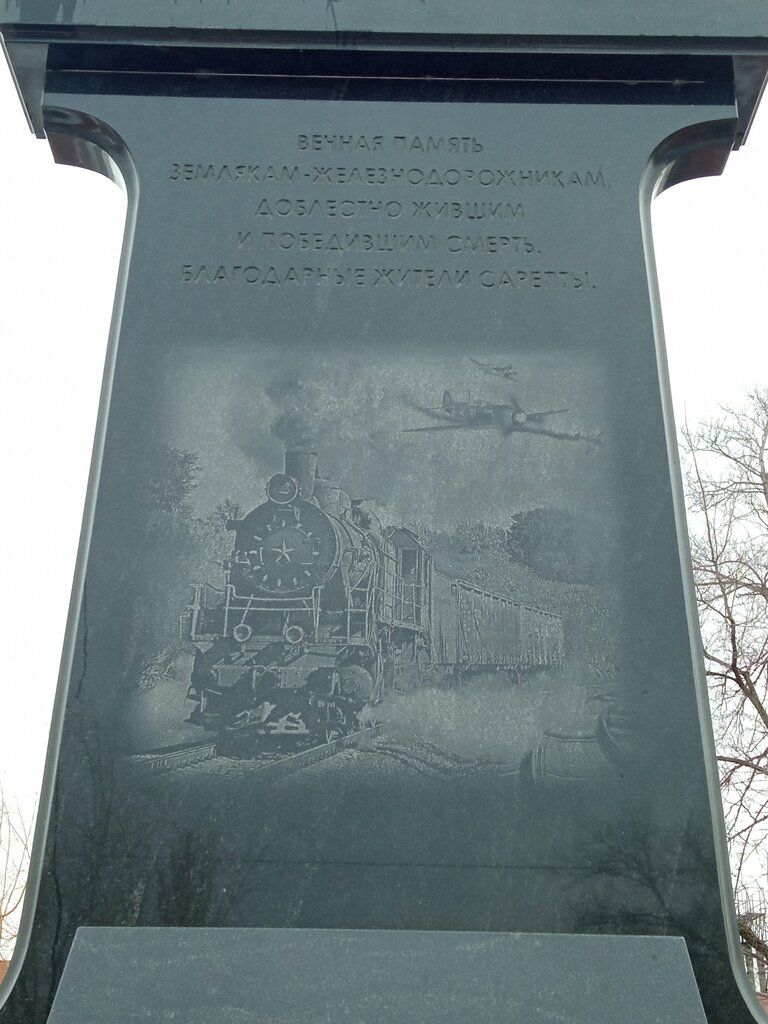 ВЕЧНАЯ ПАМЯТЬ
ЗЕМЛЯКАМ-ЖЕЛЕЗНОДОРОЖНИКАМ,
ДОБЛЕСТНО ЖИВШИМ
И ПОБЕДИВШИМ СМЕРТЬ.
БЛАГОДАРНЫЕ ЖИТЕЛИ САРЕПТЫ.